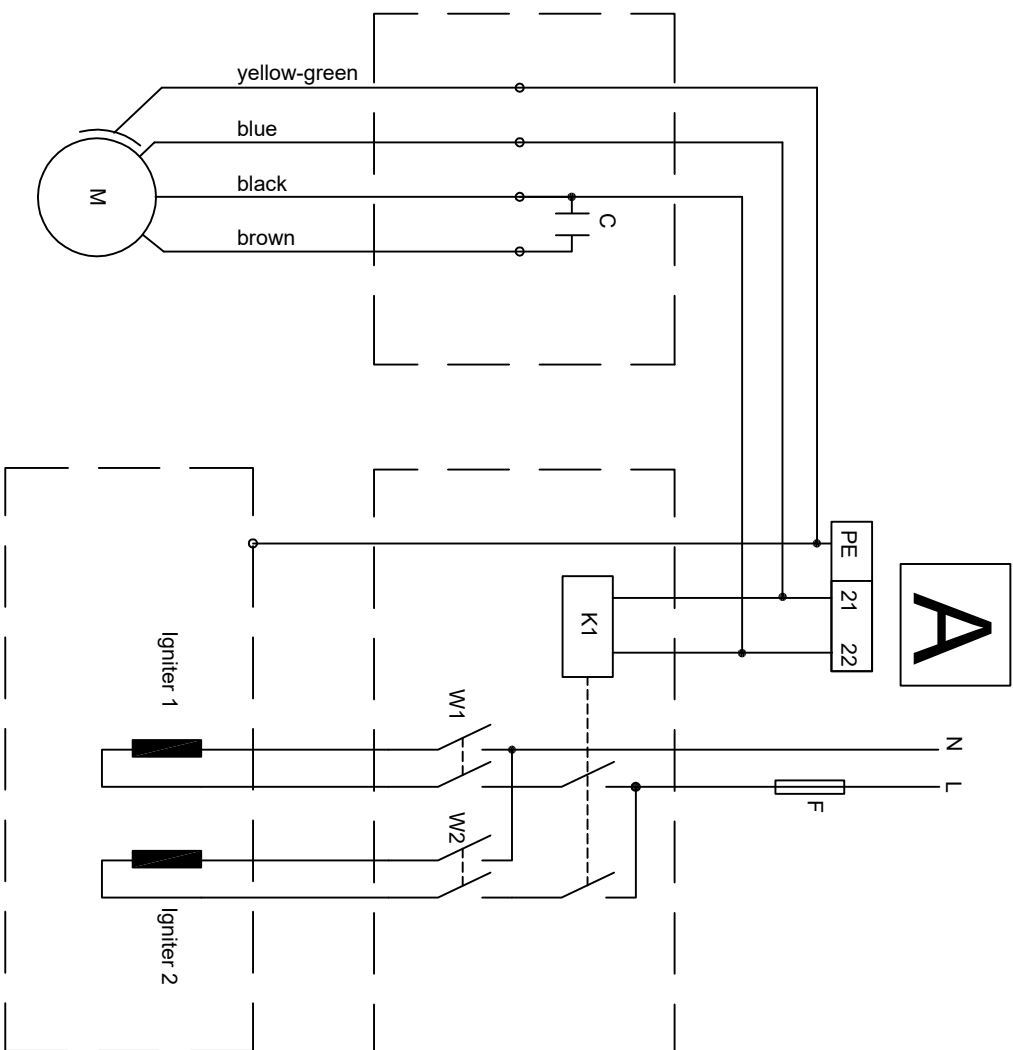 yellow-green
blue
black
brown
M
C
PE
21
22
A
K1
Igniter 1
W1
N
L
F
W2
Igniter 2